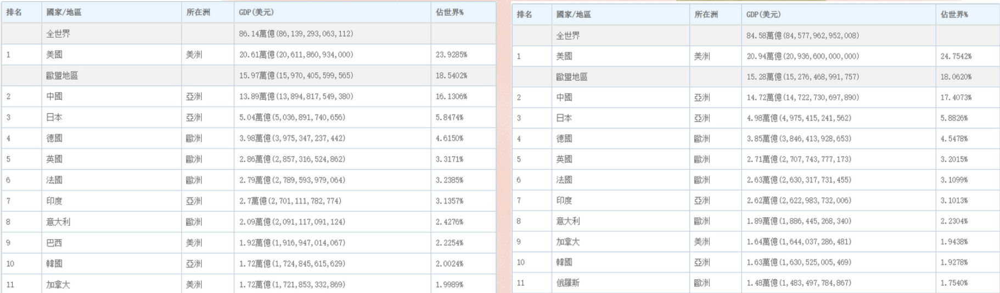 排名 國家/地區 所在洲 GDP(美元) 佔世界%
全世界 86.14萬億(86,139,293,063,112)
1 美國 美洲 20.61萬億(20,611,860,934,000) 23.9285%
歐盟地區 15.97萬億(15,970,405,599,565) 18.5402%
2 中國 亞洲 13.89萬億(13,894,817,549,380) 16.1306%
3 日本 亞洲 5.04萬億(5,036,891,740,656) 5.8474%
4 德國 歐洲 3.98萬億(3,975,347,237,442) 4.6150%
5 英國 歐洲 2.86萬億(2,857,316,524,862) 3.3171%
6 法國 歐洲 2.79萬億(2,789,593,979,064) 3.2385%
7 印度 亞洲 2.7萬億(2,701,111,782,774) 3.1357%
8 意大利 歐洲 2.09萬億(2,091,117,091,124) 2.4276%
9 巴西 美洲 1.92萬億(1,916,947,014,067) 2.2254%
10 韓國 亞洲 1.72萬億(1,724,845,615,629) 2.0024%
11 加拿大 美洲 1.72萬億(1,721,853,332,869) 1.9989%
排名 國家/地區 所在洲 GDP(美元) 佔世界%
全世界 84.58萬億(84,577,962,952,008)
1 美國 美洲 20.94萬億(20,936,600,000,000) 24.7542%
歐盟地區 15.28萬億(15,276,468,991,757) 18.0620%
2 中國 亞洲 14.72萬億(14,722,730,697,890) 17.4073%
3 日本 亞洲 4.98萬億(4,975,415,241,562) 5.8826%
4 德國 歐洲 3.85萬億(3,846,413,928,653) 4.5478%
5 英國 歐洲 2.71萬億(2,707,743,777,173) 3.2015%
6 法國 歐洲 2.63萬億(2,630,317,731,455) 3.1099%
7 印度 亞洲 2.62萬億(2,622,983,732,006) 3.1013%
8 意大利 歐洲 1.89萬億(1,886,445,268,340) 2.2304%
9 加拿大 美洲 1.64萬億(1,644,037,286,481) 1.9438%
10 韓國 亞洲 1.63萬億(1,630,525,005,469) 1.9278%
11 俄羅斯 歐洲 1.48萬億(1,483,497,784,867) 1.7540%